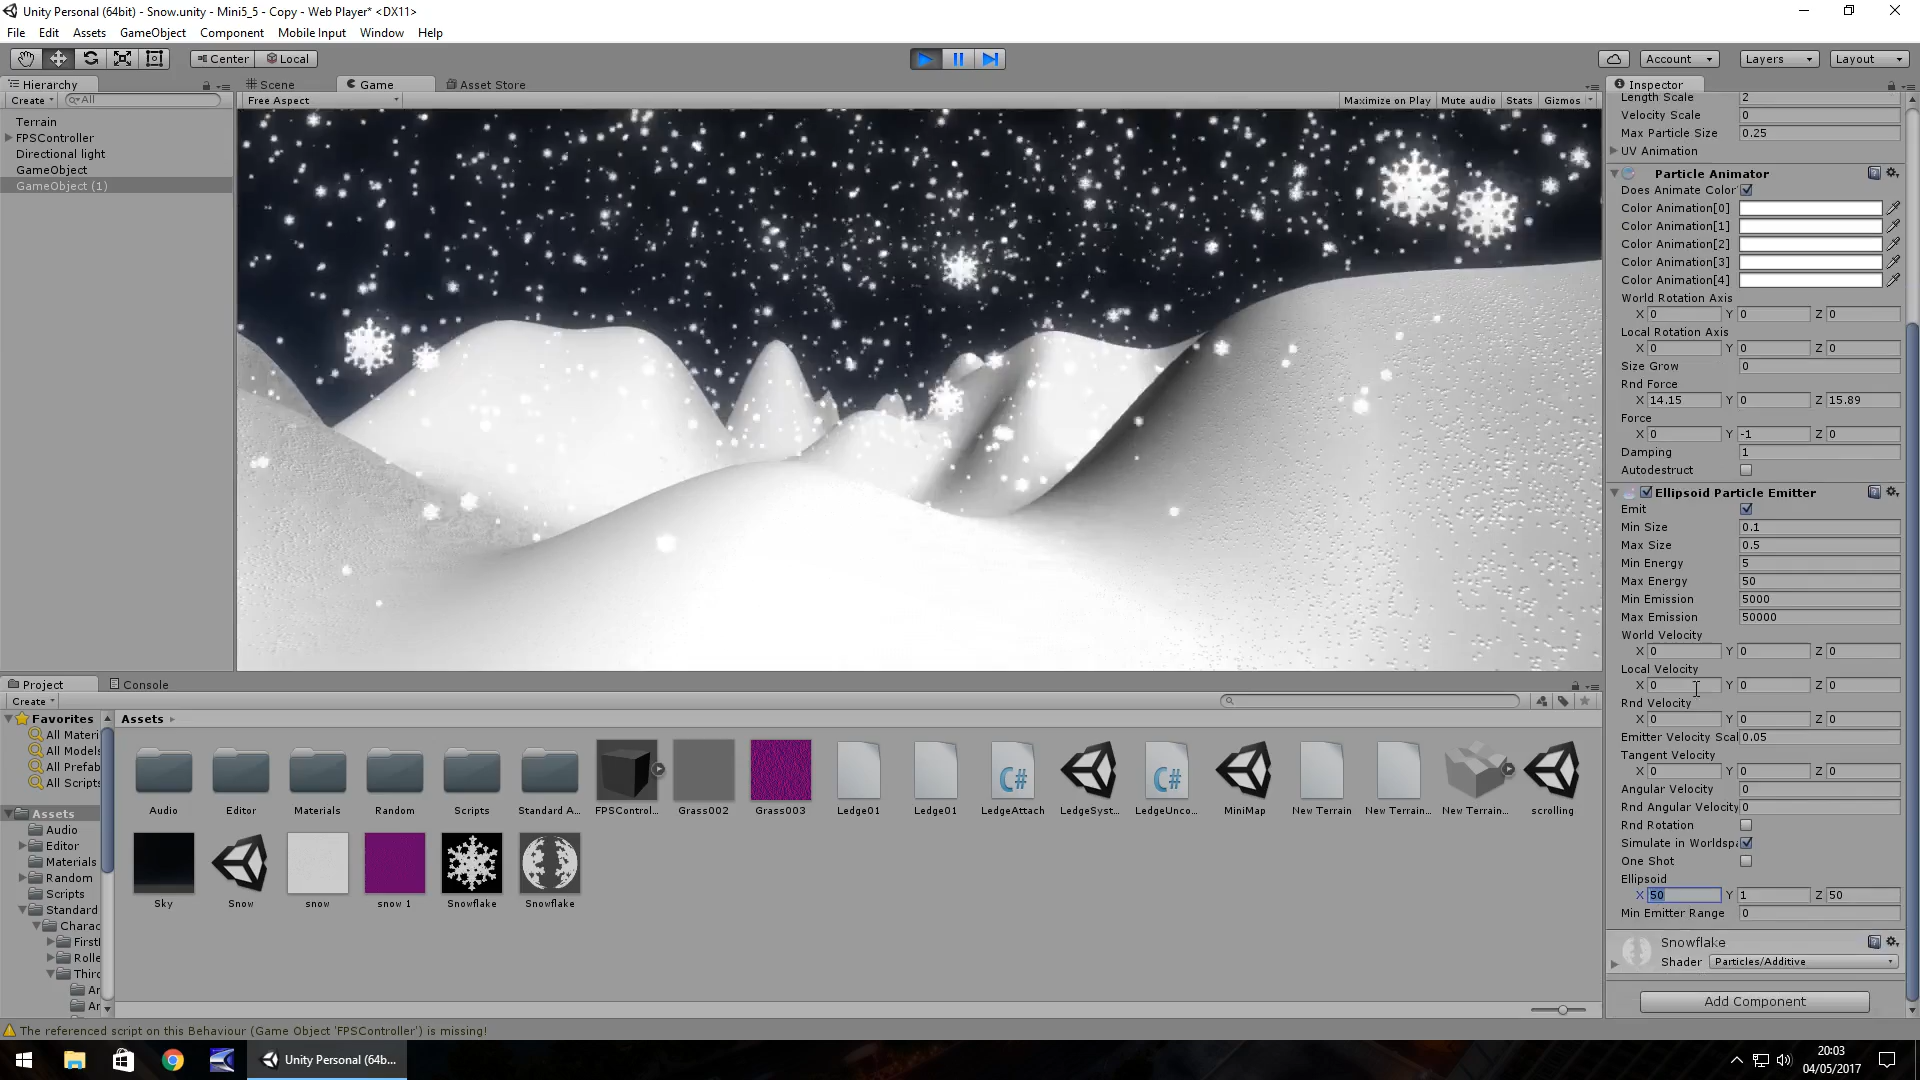 Unity Personal (64bit) - Snow.unity - Mini5_5 - Copy - Web Player* <DX11>
File Edit Assets GameObject Component Mobile Input Window Help
Center Local Account Layers Layout
Hierarchy Scene Game Asset Store Inspector
Create All Free Aspect Maximize on Play Mute audio Stats Gizmos
Terrain
FPSController
Directional light
GameObject
GameObject (1)
Length Scale 2
Velocity Scale 0
Max Particle Size 0.25
UV Animation
Particle Animator
Does Animate Color
Color Animation[0]
Color Animation[1]
Color Animation[2]
Color Animation[3]
Color Animation[4]
World Rotation Axis
X 0 Y 0 Z 0
Local Rotation Axis
X 0 Y 0 Z 0
Size Grow 0
Rnd Force
X 14.15 Y 0 Z 15.89
Force
X 0 Y -1 Z 0
Damping 1
Autodestruct
Ellipsoid Particle Emitter
Emit
Min Size 0.1
Max Size 0.5
Min Energy 5
Max Energy 50
Min Emission 5000
Max Emission 50000
World Velocity
X 0 Y 0 Z 0
Local Velocity
X 0 Y 0 Z 0
Rnd Velocity
X 0 Y 0 Z 0
Emitter Velocity Scal 0.05
Tangent Velocity
X 0 Y 0 Z 0
Angular Velocity 0
Rnd Angular Velocity 0
Rnd Rotation
Simulate in Worldspa
One Shot
Ellipsoid
X 50 Y 1 Z 50
Min Emitter Range 0
Snowflake
Shader Particles/Additive
Add Component
Project Console
Create
Favorites
All Materi
All Models
All Prefab
All Scripts
Assets
Audio
Editor
Materials
Random
Scripts
Standard
Charac
First
Rolle
Thirc
Ar
Ar
Assets
Audio Editor Materials Random Scripts Standard A... FPSControl... Grass002 Grass003 Ledge01 Ledge01 LedgeAttach LedgeSyst... LedgeUnco... MiniMap New Terrain New Terrain... New Terrain... scrolling
Sky Snow snow snow 1 Snowflake Snowflake
The referenced script on this Behaviour (Game Object 'FPSController') is missing!
Unity Personal (64b...
20:03
04/05/2017